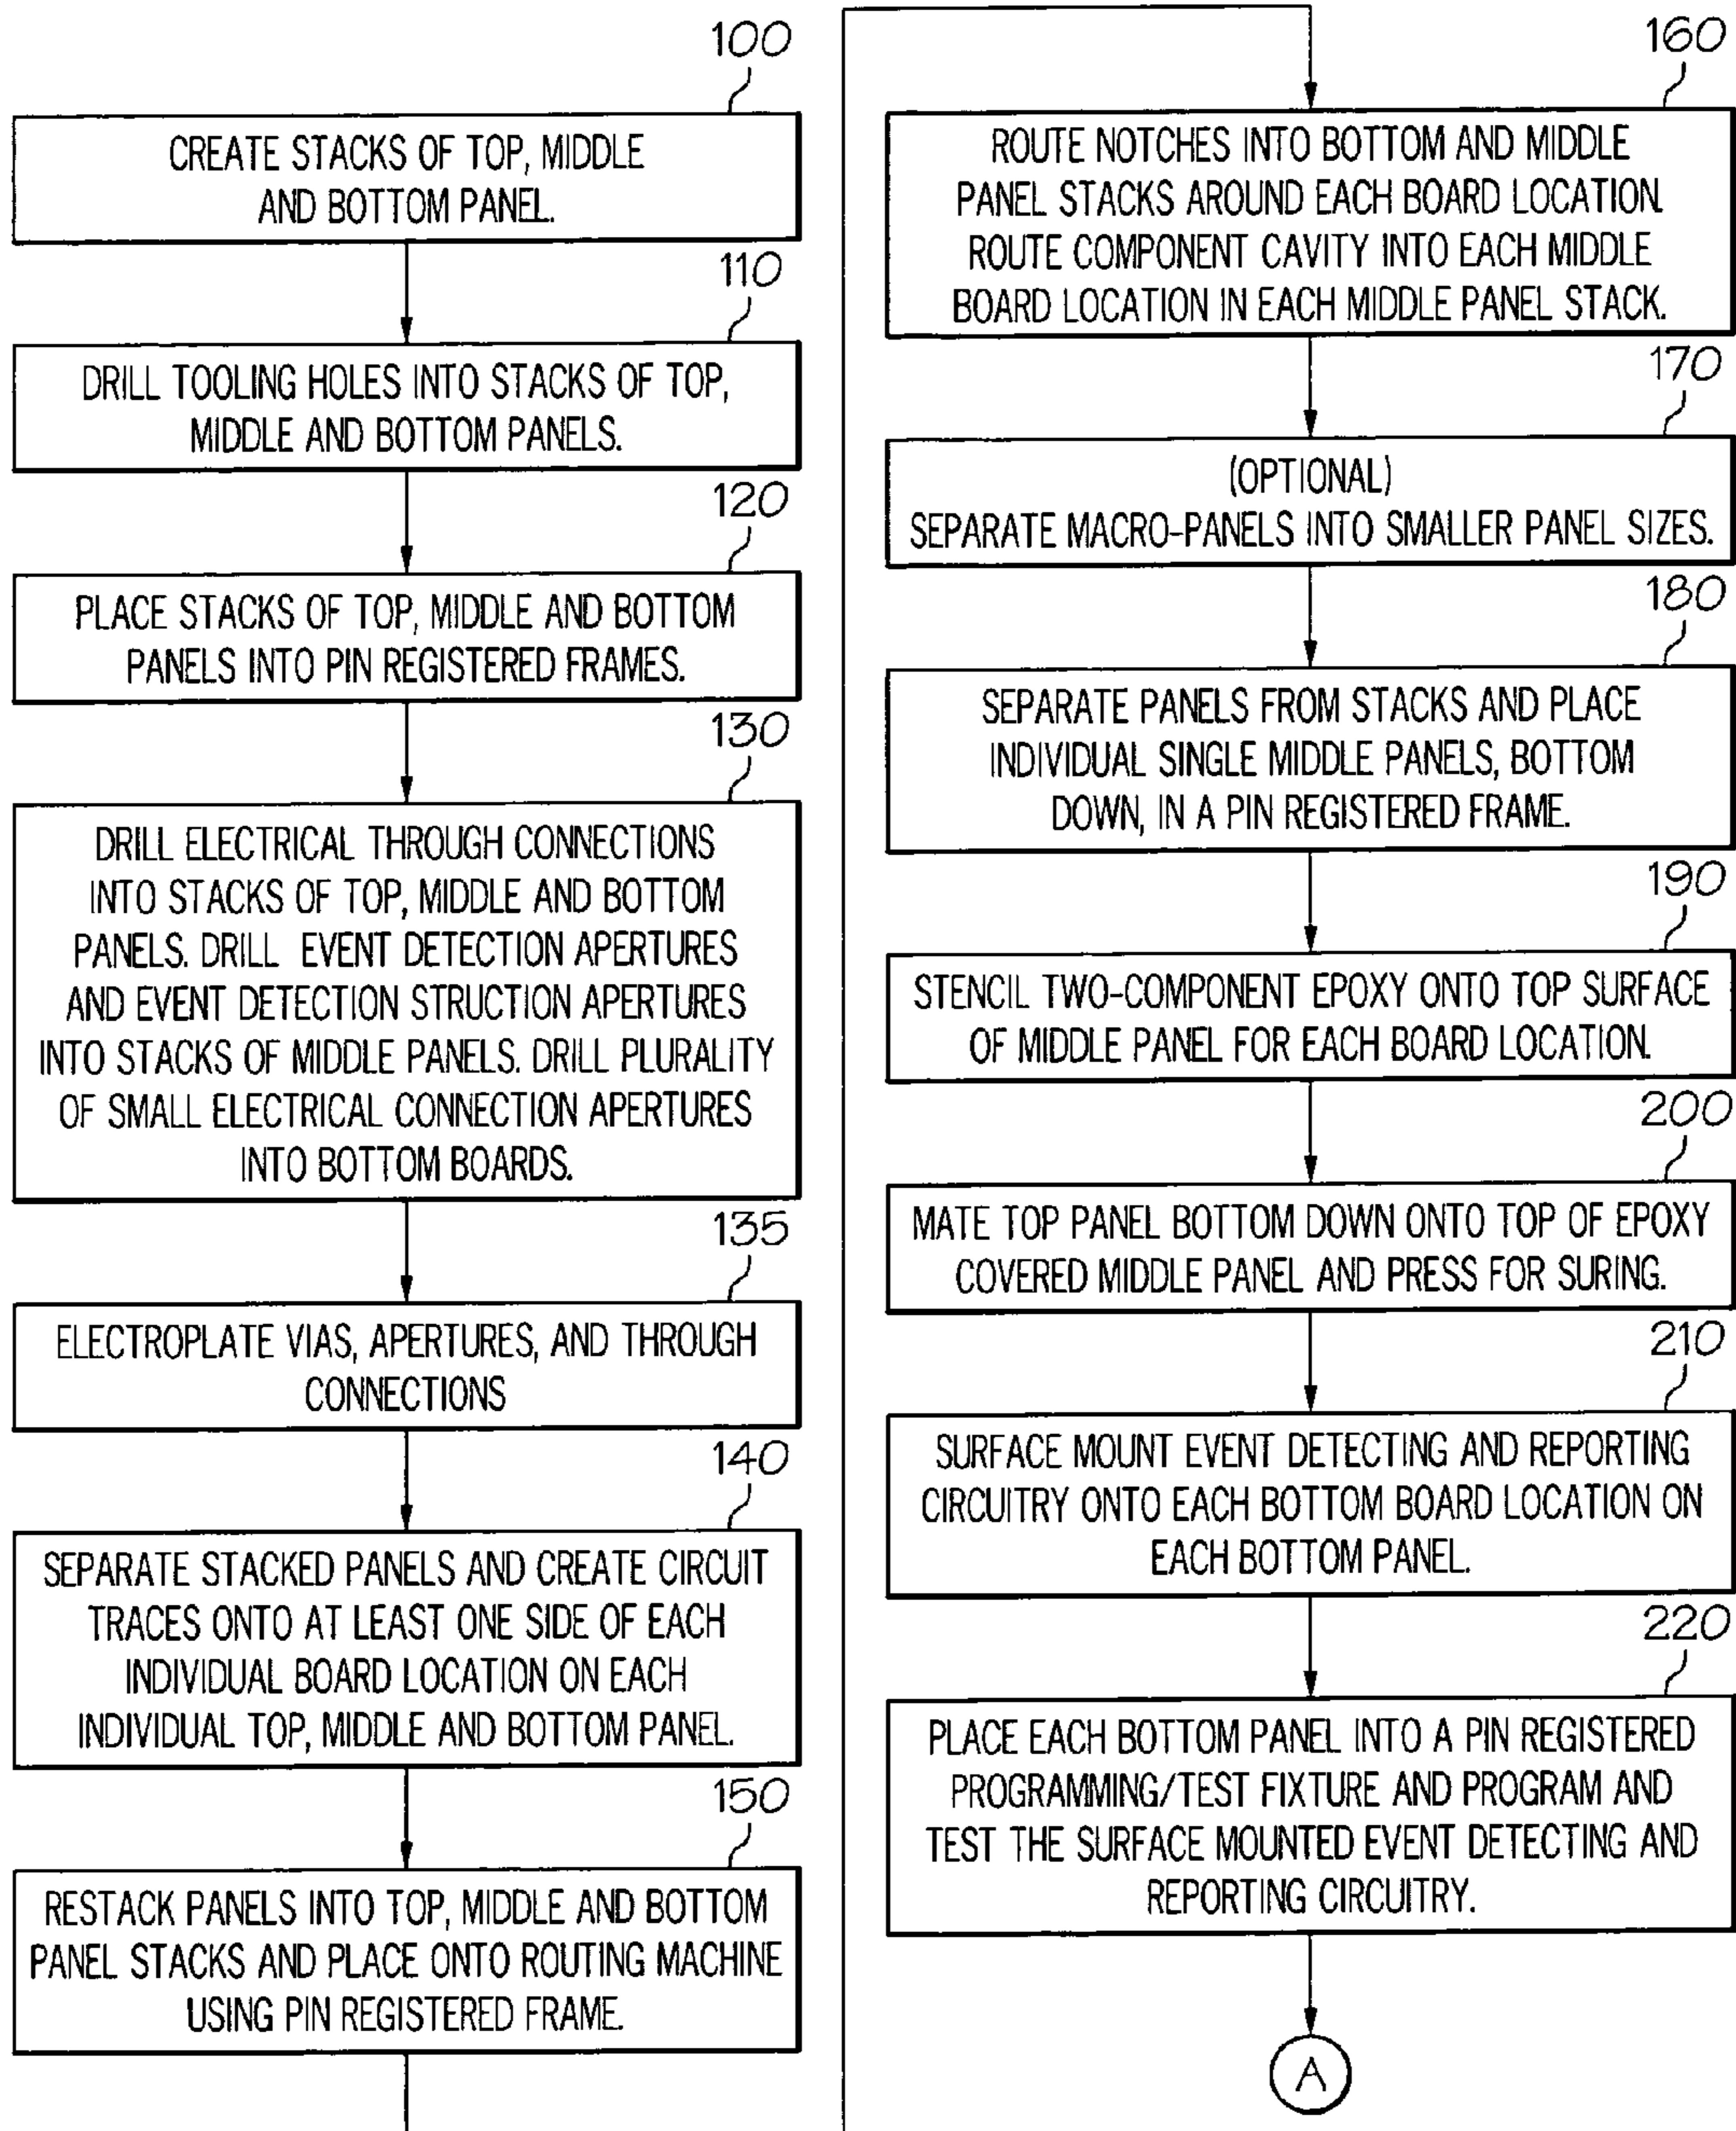 100
CREATE STACKS OF TOP, MIDDLE
AND BOTTOM PANEL.
110
DRILL TOOLING HOLES INTO STACKS OF TOP,
MIDDLE AND BOTTOM PANELS.
120
PLACE STACKS OF TOP, MIDDLE AND BOTTOM
PANELS INTO PIN REGISTERED FRAMES.
130
DRILL ELECTRICAL THROUGH CONNECTIONS
INTO STACKS OF TOP, MIDDLE AND BOTTOM
PANELS. DRILL EVENT DETECTION APERTURES
AND EVENT DETECTION STRUCTION APERTURES
INTO STACKS OF MIDDLE PANELS. DRILL PLURALITY
OF SMALL ELECTRICAL CONNECTION APERTURES
INTO BOTTOM BOARDS.
135
ELECTROPLATE VIAS, APERTURES, AND THROUGH
CONNECTIONS
140
SEPARATE STACKED PANELS AND CREATE CIRCUIT
TRACES ONTO AT LEAST ONE SIDE OF EACH
INDIVIDUAL BOARD LOCATION ON EACH
INDIVIDUAL TOP, MIDDLE AND BOTTOM PANEL.
150
RESTACK PANELS INTO TOP, MIDDLE AND BOTTOM
PANEL STACKS AND PLACE ONTO ROUTING MACHINE
USING PIN REGISTERED FRAME.
160
ROUTE NOTCHES INTO BOTTOM AND MIDDLE
PANEL STACKS AROUND EACH BOARD LOCATION.
ROUTE COMPONENT CAVITY INTO EACH MIDDLE
BOARD LOCATION IN EACH MIDDLE PANEL STACK.
170
(OPTIONAL)
SEPARATE MACRO-PANELS INTO SMALLER PANEL SIZES.
180
SEPARATE PANELS FROM STACKS AND PLACE
INDIVIDUAL SINGLE MIDDLE PANELS, BOTTOM
DOWN, IN A PIN REGISTERED FRAME.
190
STENCIL TWO-COMPONENT EPOXY ONTO TOP SURFACE
OF MIDDLE PANEL FOR EACH BOARD LOCATION.
200
MATE TOP PANEL BOTTOM DOWN ONTO TOP OF EPOXY
COVERED MIDDLE PANEL AND PRESS FOR SURING.
210
SURFACE MOUNT EVENT DETECTING AND REPORTING
CIRCUITRY ONTO EACH BOTTOM BOARD LOCATION ON
EACH BOTTOM PANEL.
220
PLACE EACH BOTTOM PANEL INTO A PIN REGISTERED
PROGRAMMING/TEST FIXTURE AND PROGRAM AND
TEST THE SURFACE MOUNTED EVENT DETECTING AND
REPORTING CIRCUITRY.
A